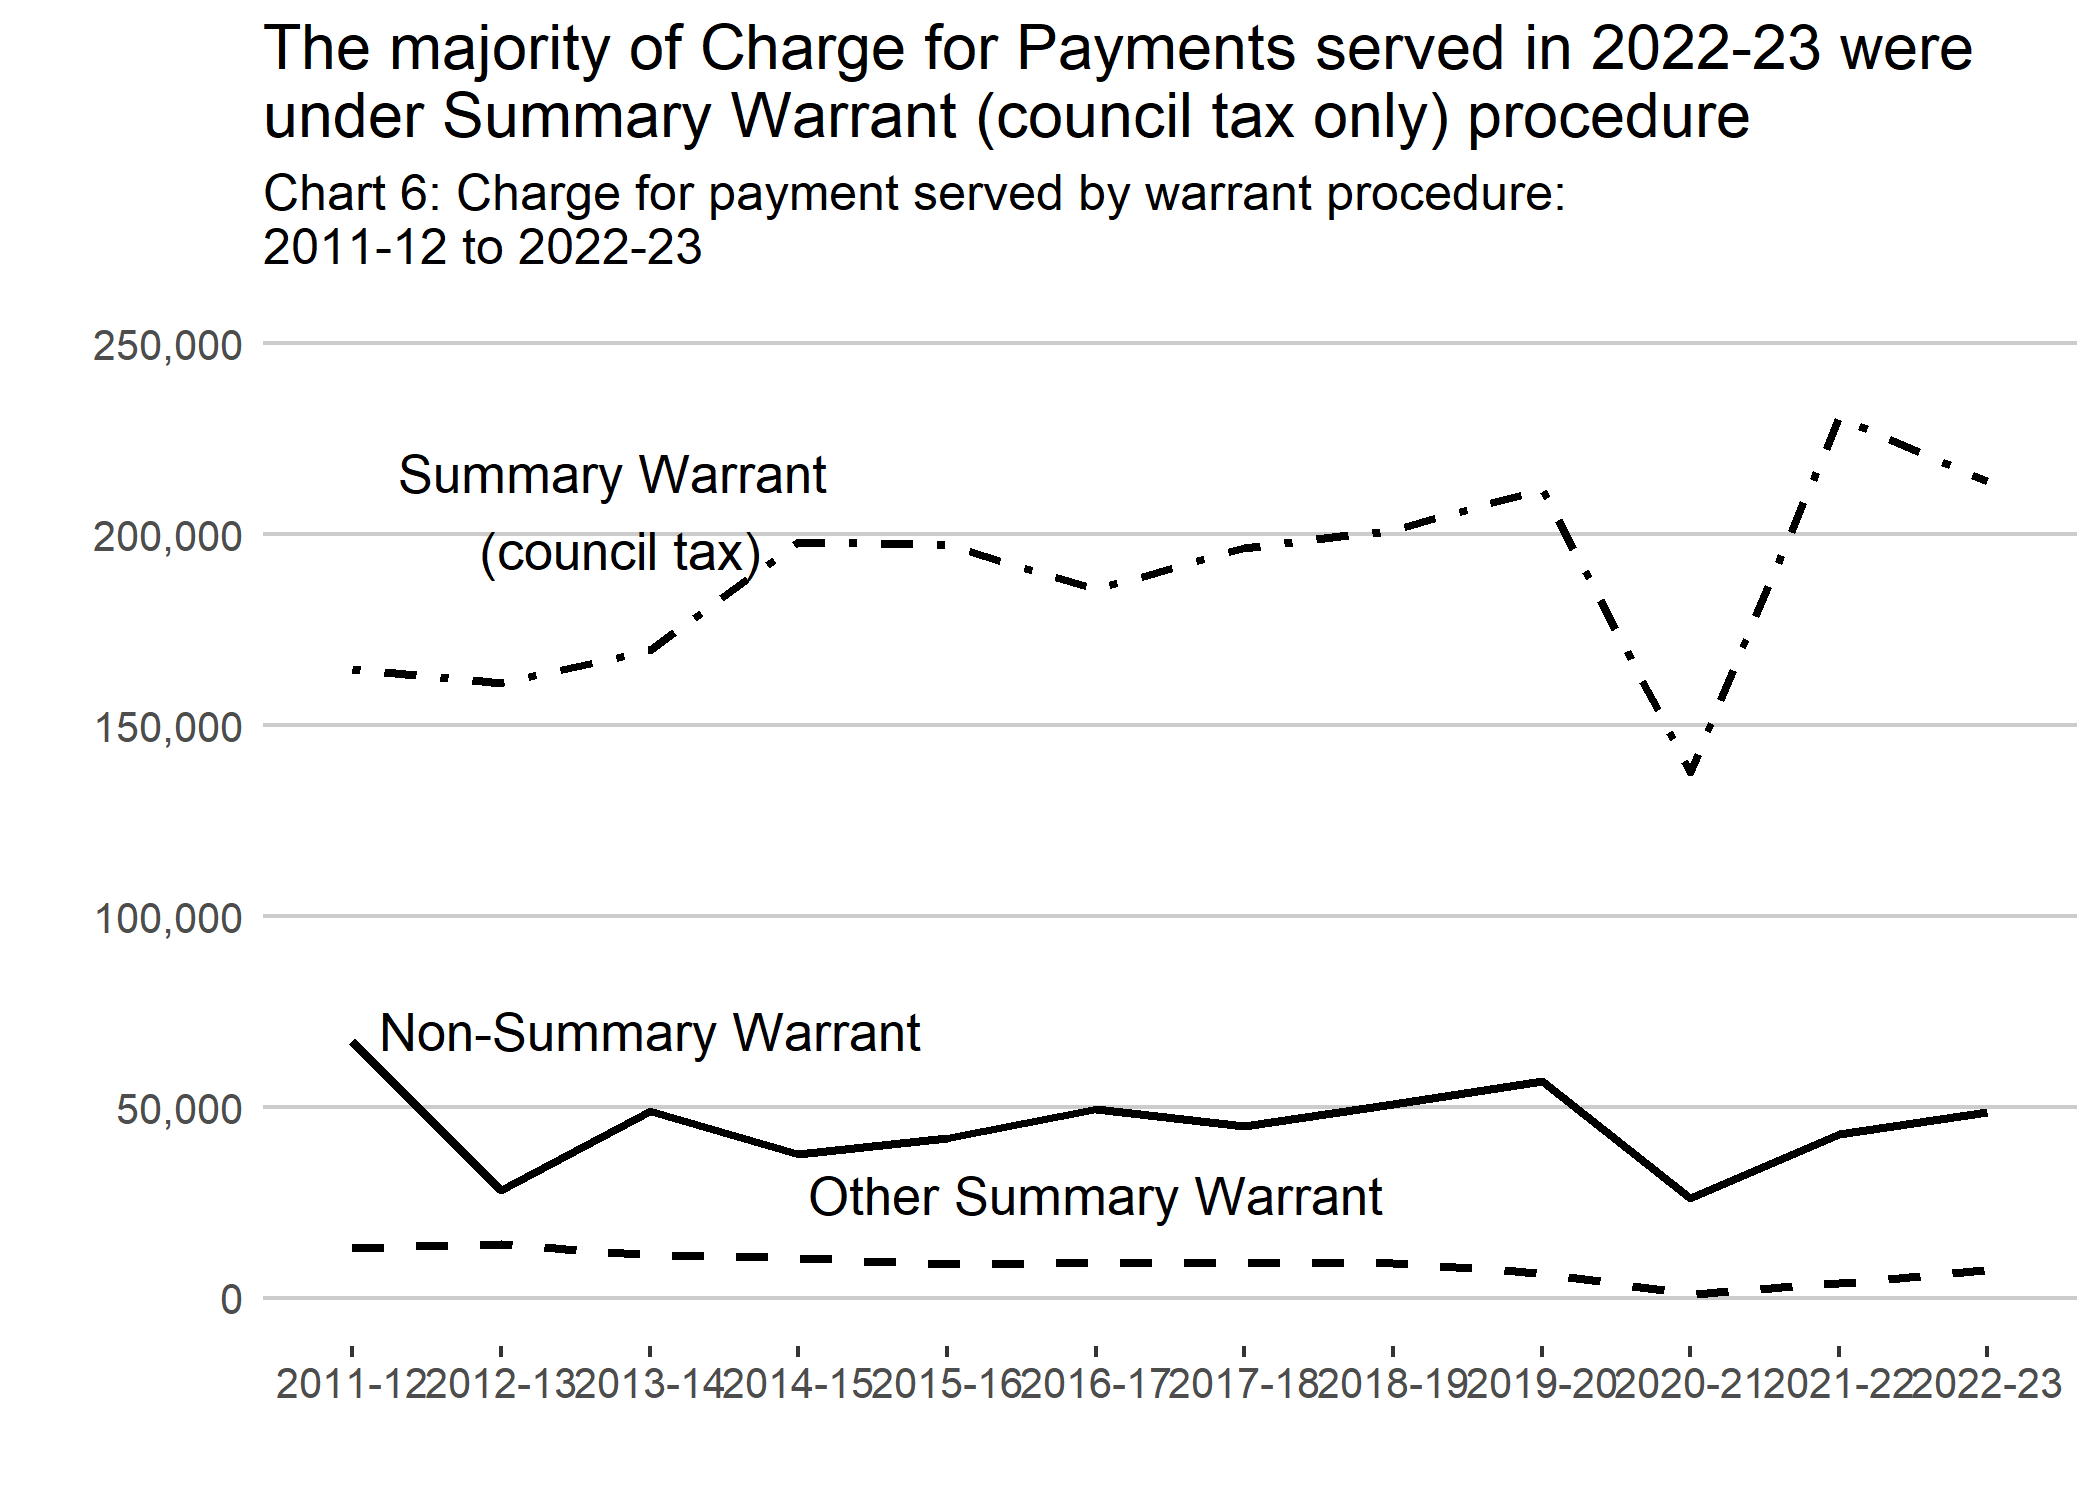 The majority of Charge for Payments served in 2022-23 were
under Summary Warrant (council tax only) procedure
Chart 6: Charge for payment served by warrant procedure:
2011-12 to 2022-23
250,000
Summary Warrant
200,000
(council tax)
150,000
100,000
Non-Summary Warrant
50,000
Other Summary Warrant
0
2011-12 2012-13 2013-14 2014-15 2015-16 2016-17 2017-18 2018-19 2019-20 2020-21 2021-22 2022-23